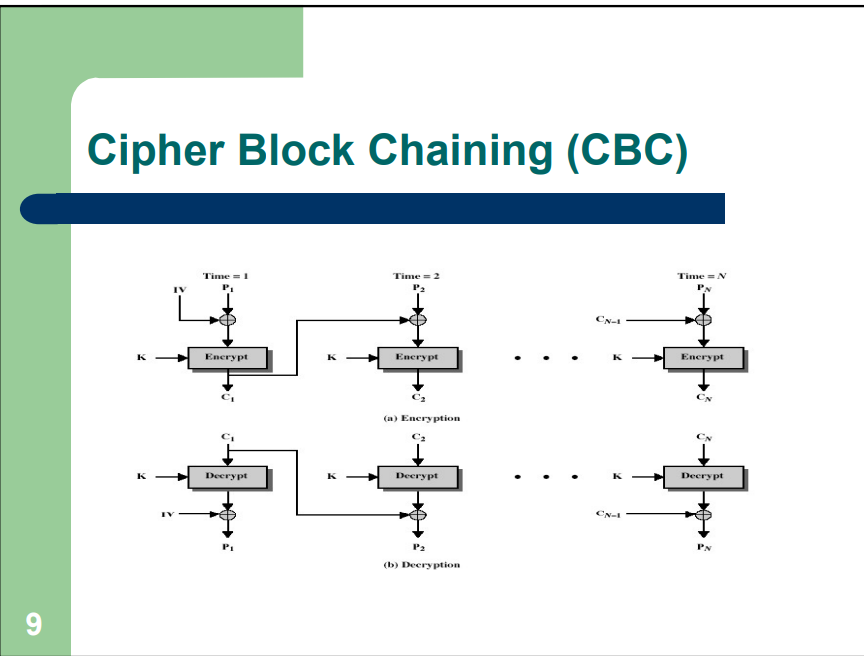 Cipher Block Chaining (CBC)
Time = 1 Time = 2 Time = N
IV P1 P2 PN
CN–1
K Encrypt K Encrypt • • • K Encrypt
C1 C2 CN
(a) Encryption
C1 C2 CN
K Decrypt K Decrypt • • • K Decrypt
IV CN–1
P1 P2 PN
(b) Decryption
9